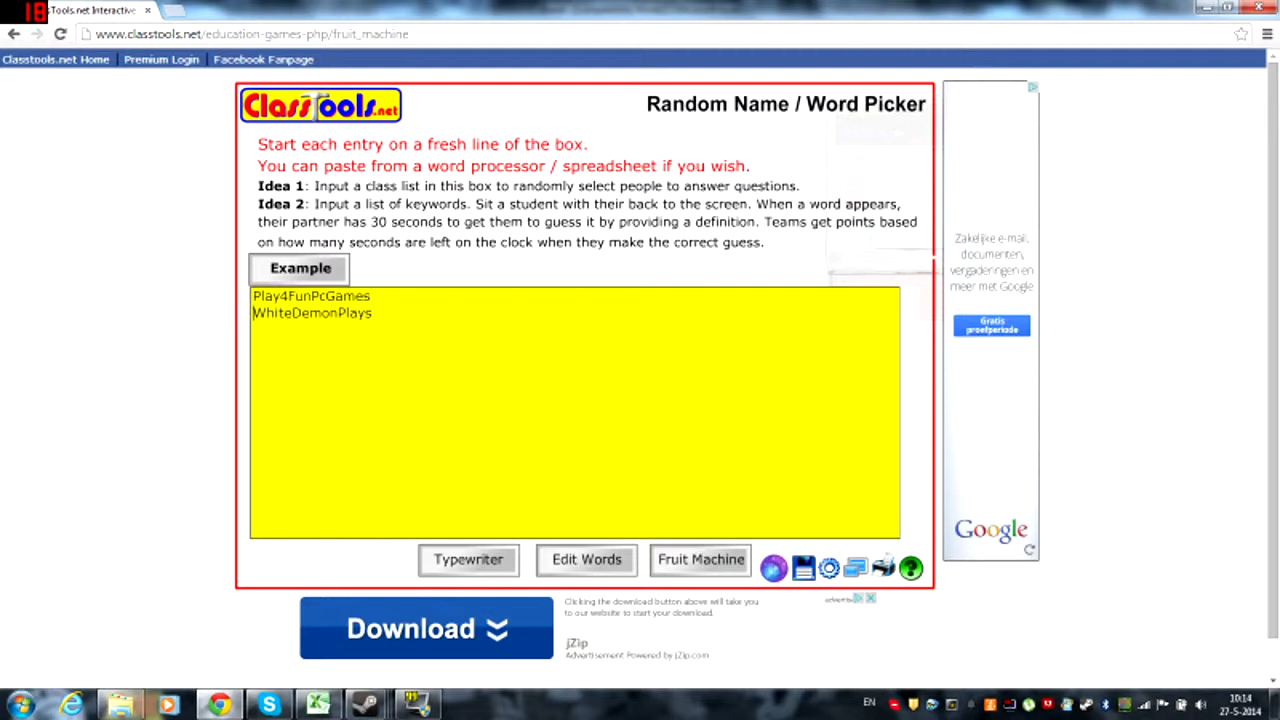 18
sTools.net Interactive
www.classtools.net/education-games-php/fruit_machine
Classtools.net Home
Premium Login
Facebook Fanpage
ClassTools.net
Random Name / Word Picker
Start each entry on a fresh line of the box.
You can paste from a word processor / spreadsheet if you wish.
Idea 1: Input a class list in this box to randomly select people to answer questions.
Idea 2: Input a list of keywords. Sit a student with their back to the screen. When a word appears,
their partner has 30 seconds to get them to guess it by providing a definition. Teams get points based
on how many seconds are left on the clock when they make the correct guess.
Example
Play4FunPcGames
WhiteDemonPlays
Typewriter
Edit Words
Fruit Machine
Zakelijke e-mail,
documenten,
vergaderingen en
meer met Google
Gratis
proefperiode
Google
Download
Clicking the download button above will take you
to our website to start your download.
jZip
Advertisement Powered by jZip.com
EN
10:14
27-5-2014